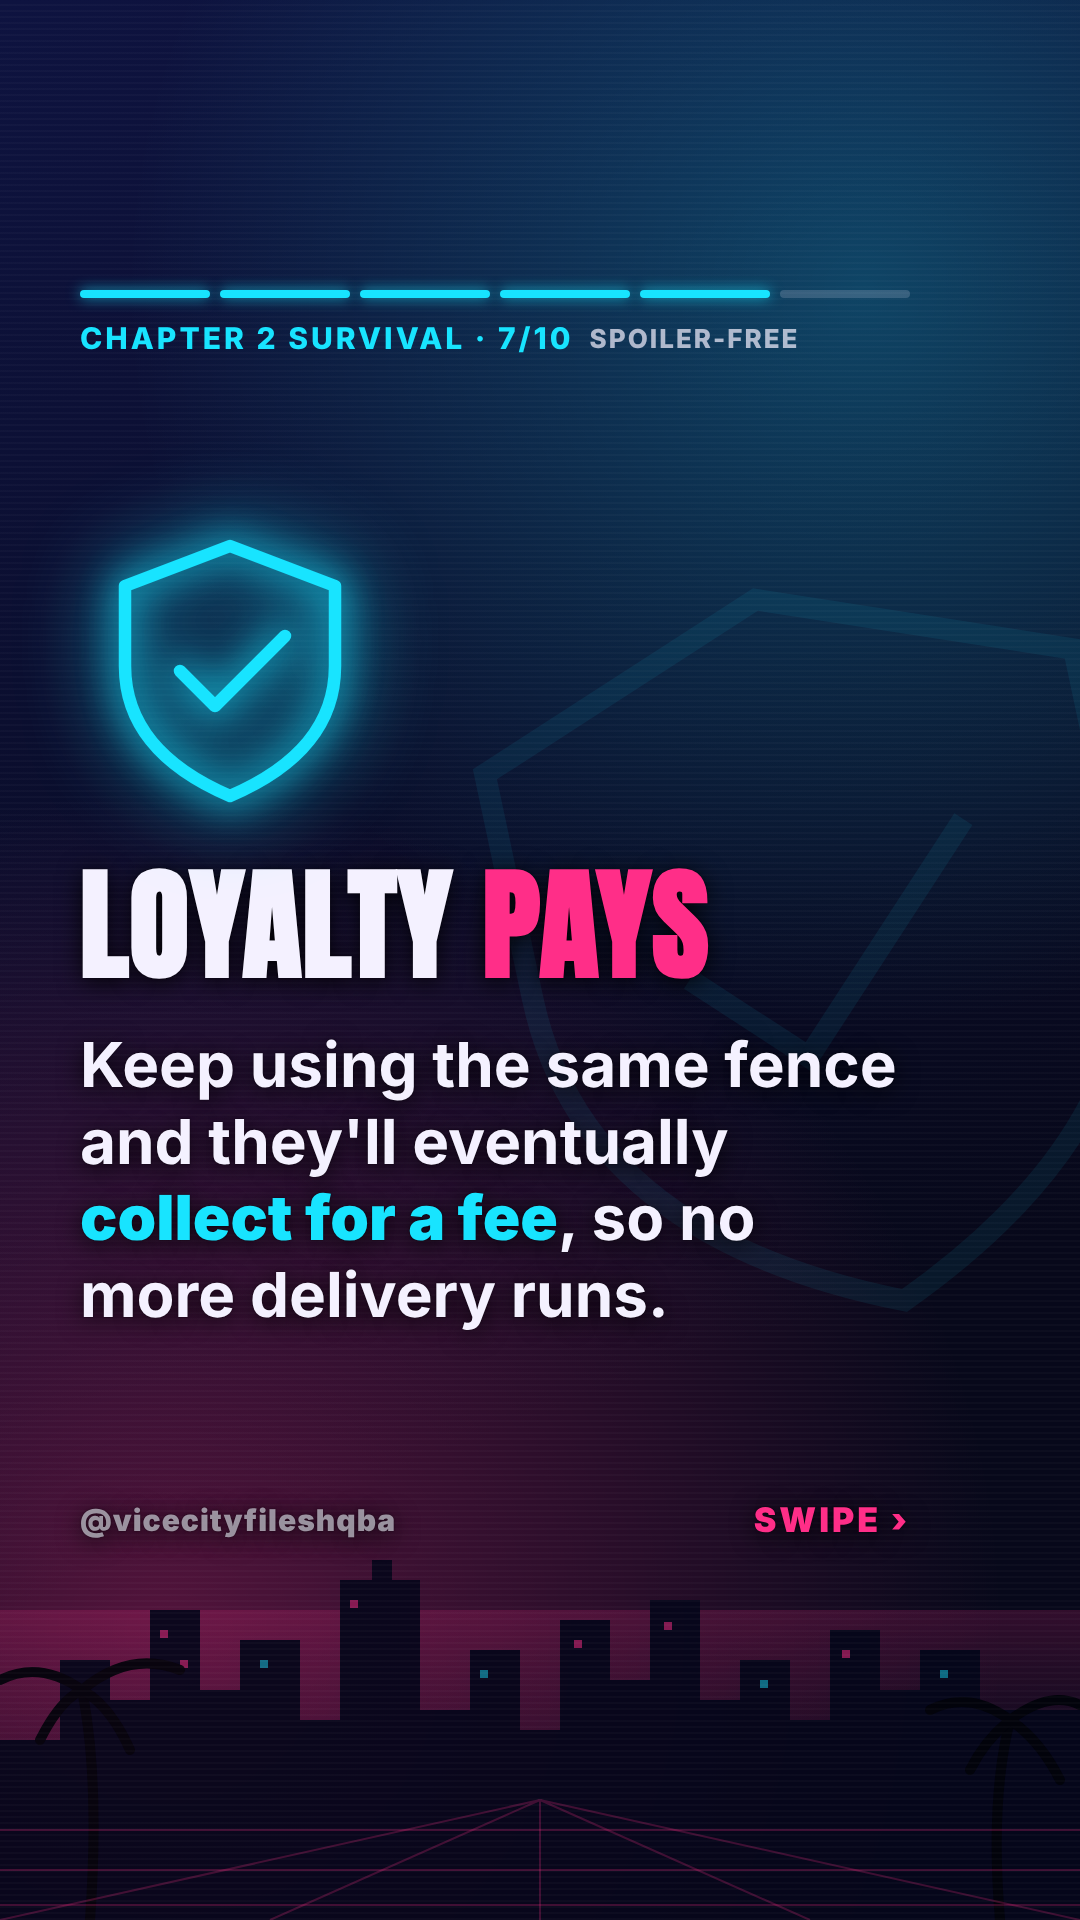 CHAPTER 2 SURVIVAL · 7/10 SPOILER-FREE
LOYALTY PAYS
Keep using the same fence
and they'll eventually
collect for a fee, so no
more delivery runs.
@vicecityfileshqba
SWIPE ›